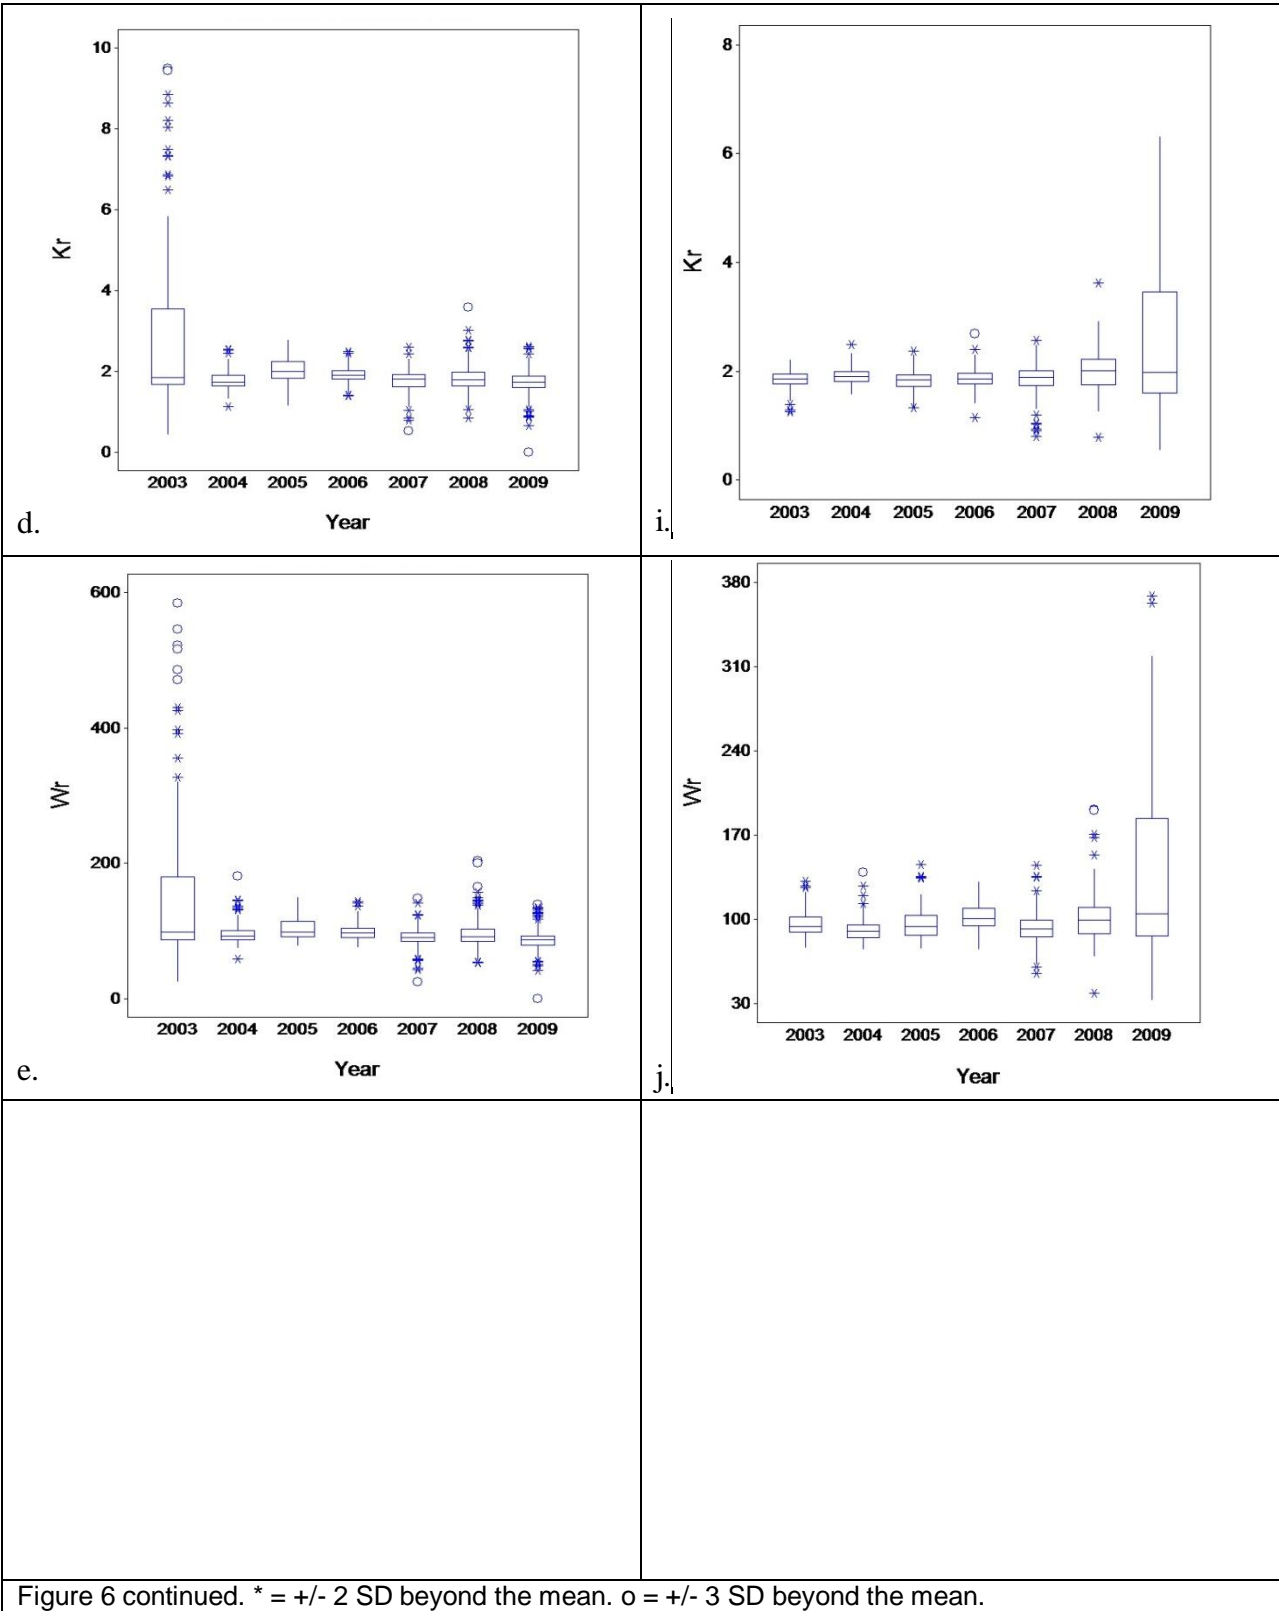 10
8
6
4
2
0
Kr
2003 2004 2005 2006 2007 2008 2009
Year
d.
8
6
4
2
0
Kr
2003 2004 2005 2006 2007 2008 2009
i.
600
400
200
0
Wr
2003 2004 2005 2006 2007 2008 2009
Year
e.
380
310
240
170
100
30
Wr
2003 2004 2005 2006 2007 2008 2009
Year
j.
Figure 6 continued. * = +/- 2 SD beyond the mean. o = +/- 3 SD beyond the mean.